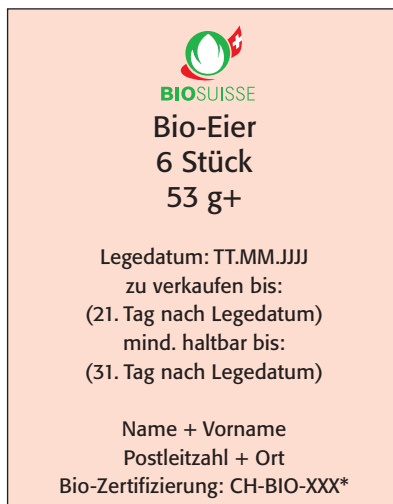 BIOSUISSE
Bio-Eier
6 Stück
53 g+
Legedatum: TT.MM.JJJJ
zu verkaufen bis:
(21. Tag nach Legedatum)
mind. haltbar bis:
(31. Tag nach Legedatum)
Name + Vorname
Postleitzahl + Ort
Bio-Zertifizierung: CH-BIO-XXX*